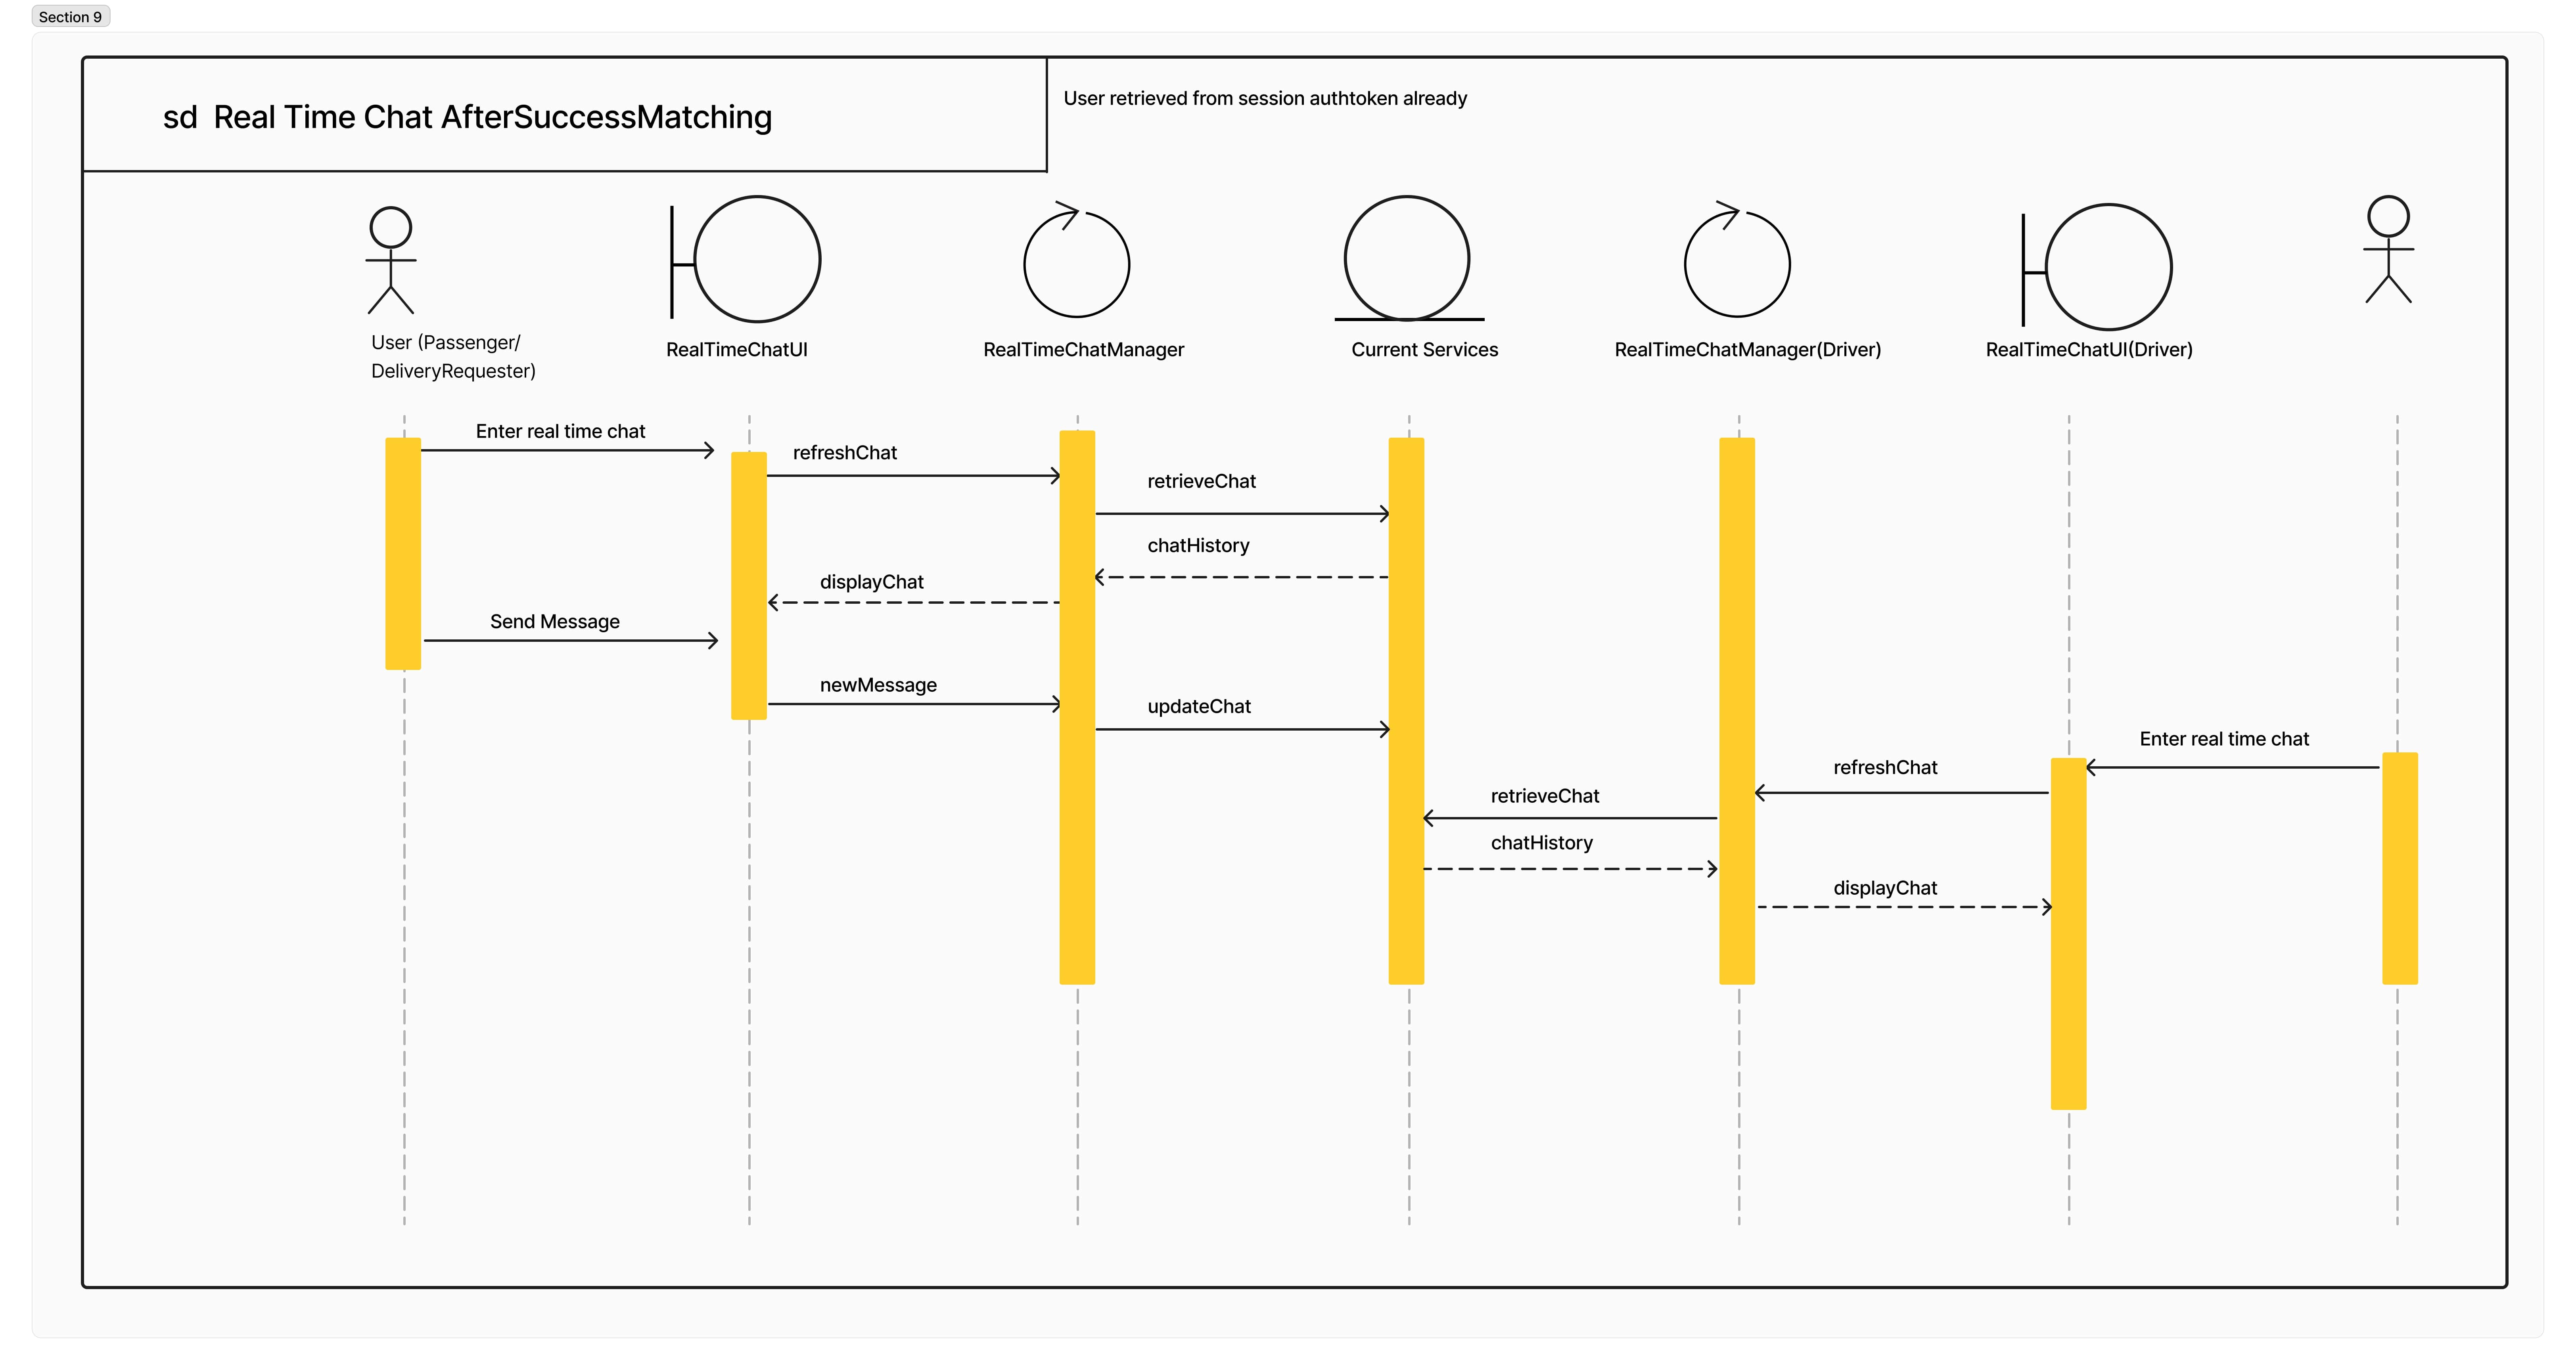 Section 9
sd  Real Time Chat AfterSuccessMatching
User retrieved from session authtoken already
User (Passenger/
DeliveryRequester)
RealTimeChatUI
RealTimeChatManager
Current Services
RealTimeChatManager(Driver)
RealTimeChatUI(Driver)
Enter real time chat
refreshChat
retrieveChat
chatHistory
displayChat
Send Message
newMessage
updateChat
Enter real time chat
refreshChat
retrieveChat
chatHistory
displayChat